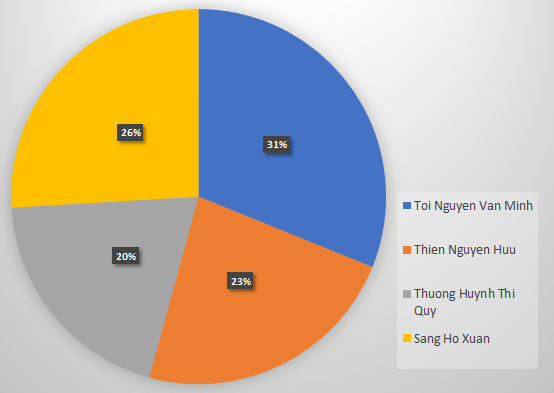 26%
31%
20%
23%
Toi Nguyen Van Minh
Thien Nguyen Huu
Thuong Huynh Thi
Quy
Sang Ho Xuan